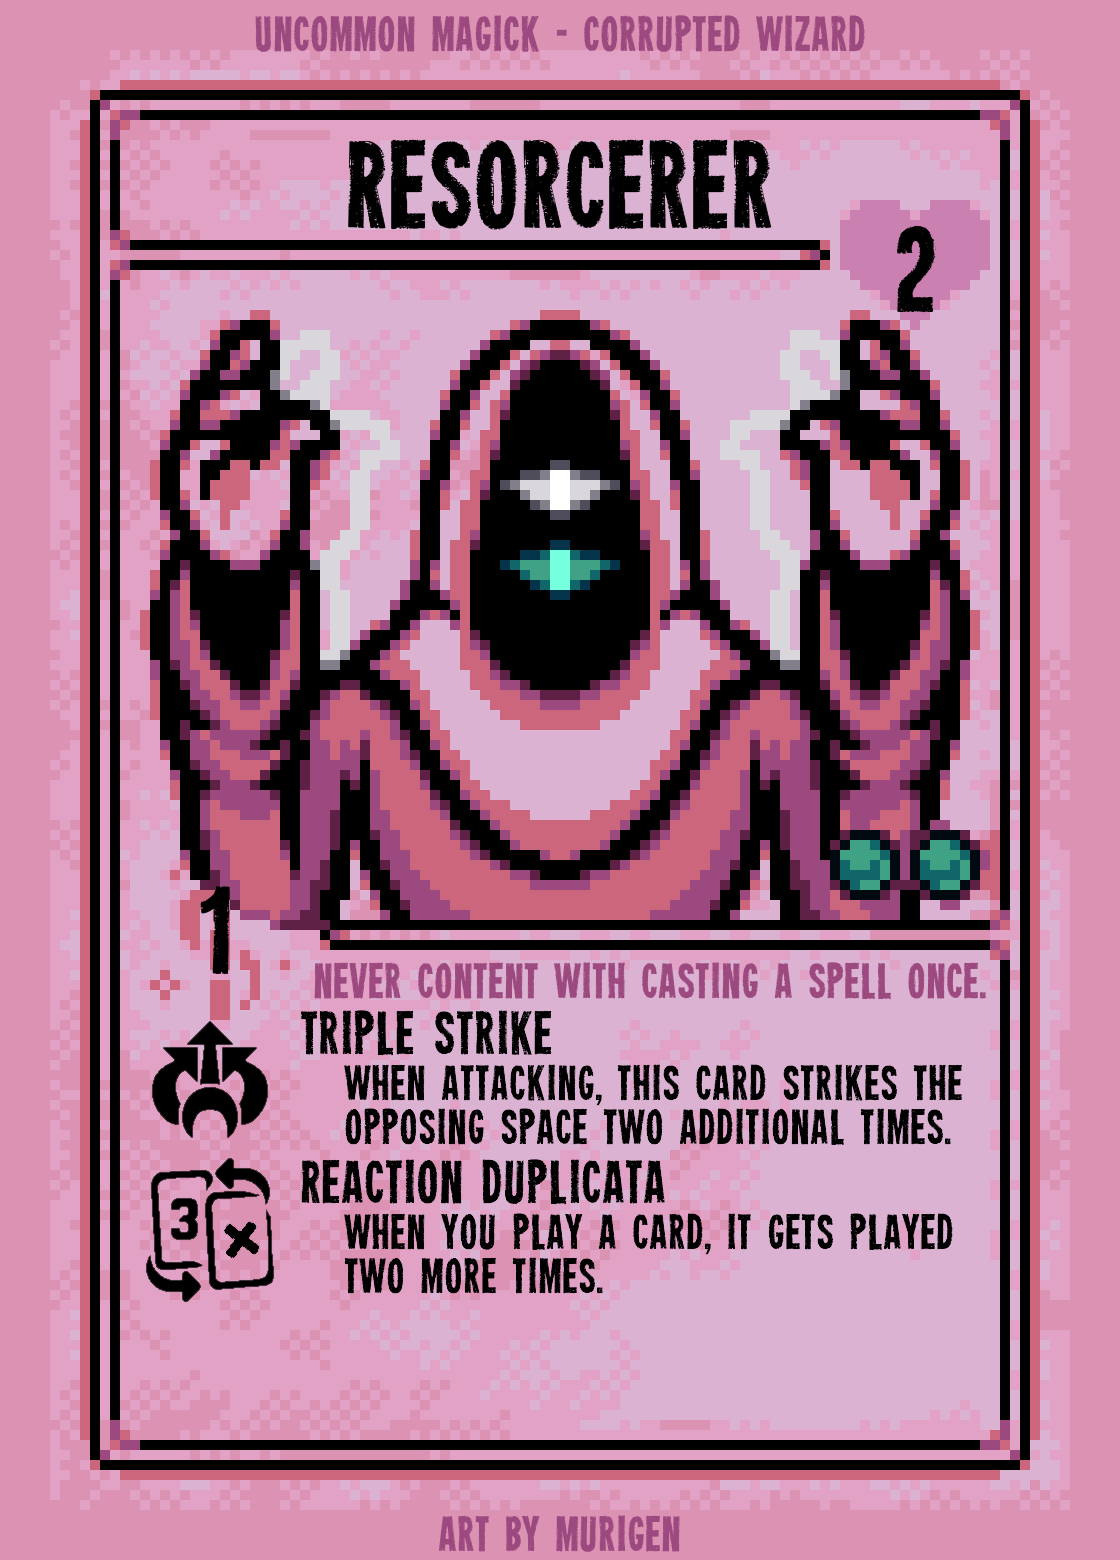 UNCOMMON MAGICK - CORRUPTED WIZARD
RESORCERER
2
1
NEVER CONTENT WITH CASTING A SPELL ONCE.
TRIPLE STRIKE
WHEN ATTACKING, THIS CARD STRIKES THE
OPPOSING SPACE TWO ADDITIONAL TIMES.
REACTION DUPLICATA
3 X
WHEN YOU PLAY A CARD, IT GETS PLAYED
TWO MORE TIMES.
ART BY MURIGEN